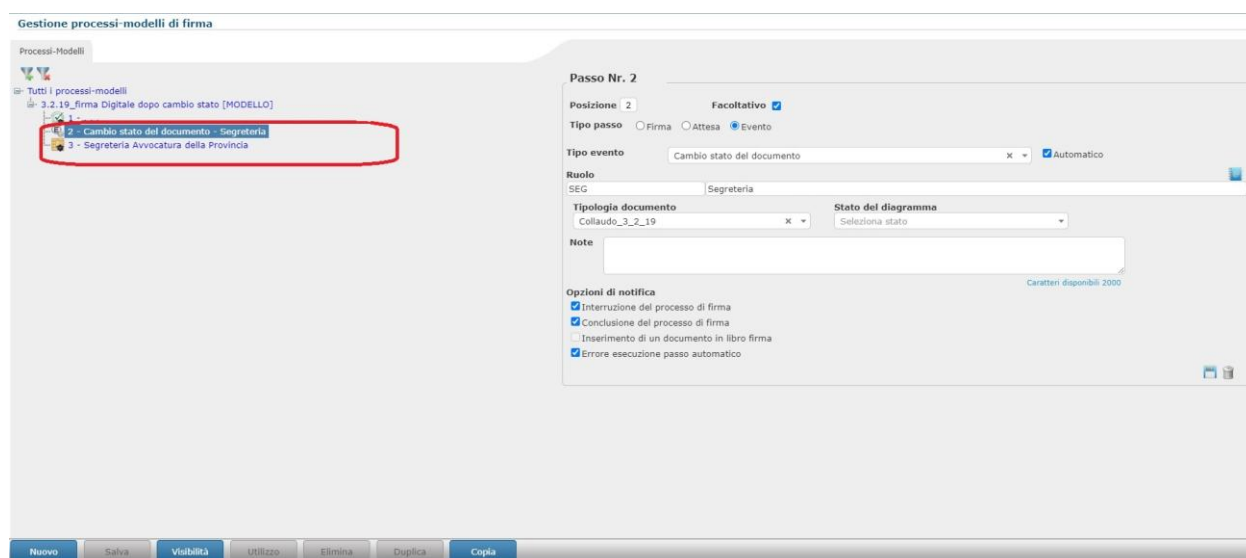 Gestione processi-modelli di firma
Processi-Modelli
Tutti i processi-modelli
3.2.19_firma Digitale dopo cambio stato [MODELLO]
1 - . . .
2 - Cambio stato del documento - Segreteria
3 - Segreteria Avvocatura della Provincia
Passo Nr. 2
Posizione 2 Facoltativo
Tipo passo Firma Attesa Evento
Tipo evento Cambio stato del documento x Automatico
Ruolo
SEG Segreteria
Tipologia documento Stato del diagramma
Collaudo_3_2_19 x Seleziona stato
Note
Caratteri disponibili 2000
Opzioni di notifica
Interruzione del processo di firma
Conclusione del processo di firma
Inserimento di un documento in libro firma
Errore esecuzione passo automatico
Nuovo Salva Visibilità Utilizzo Elimina Duplica Copia